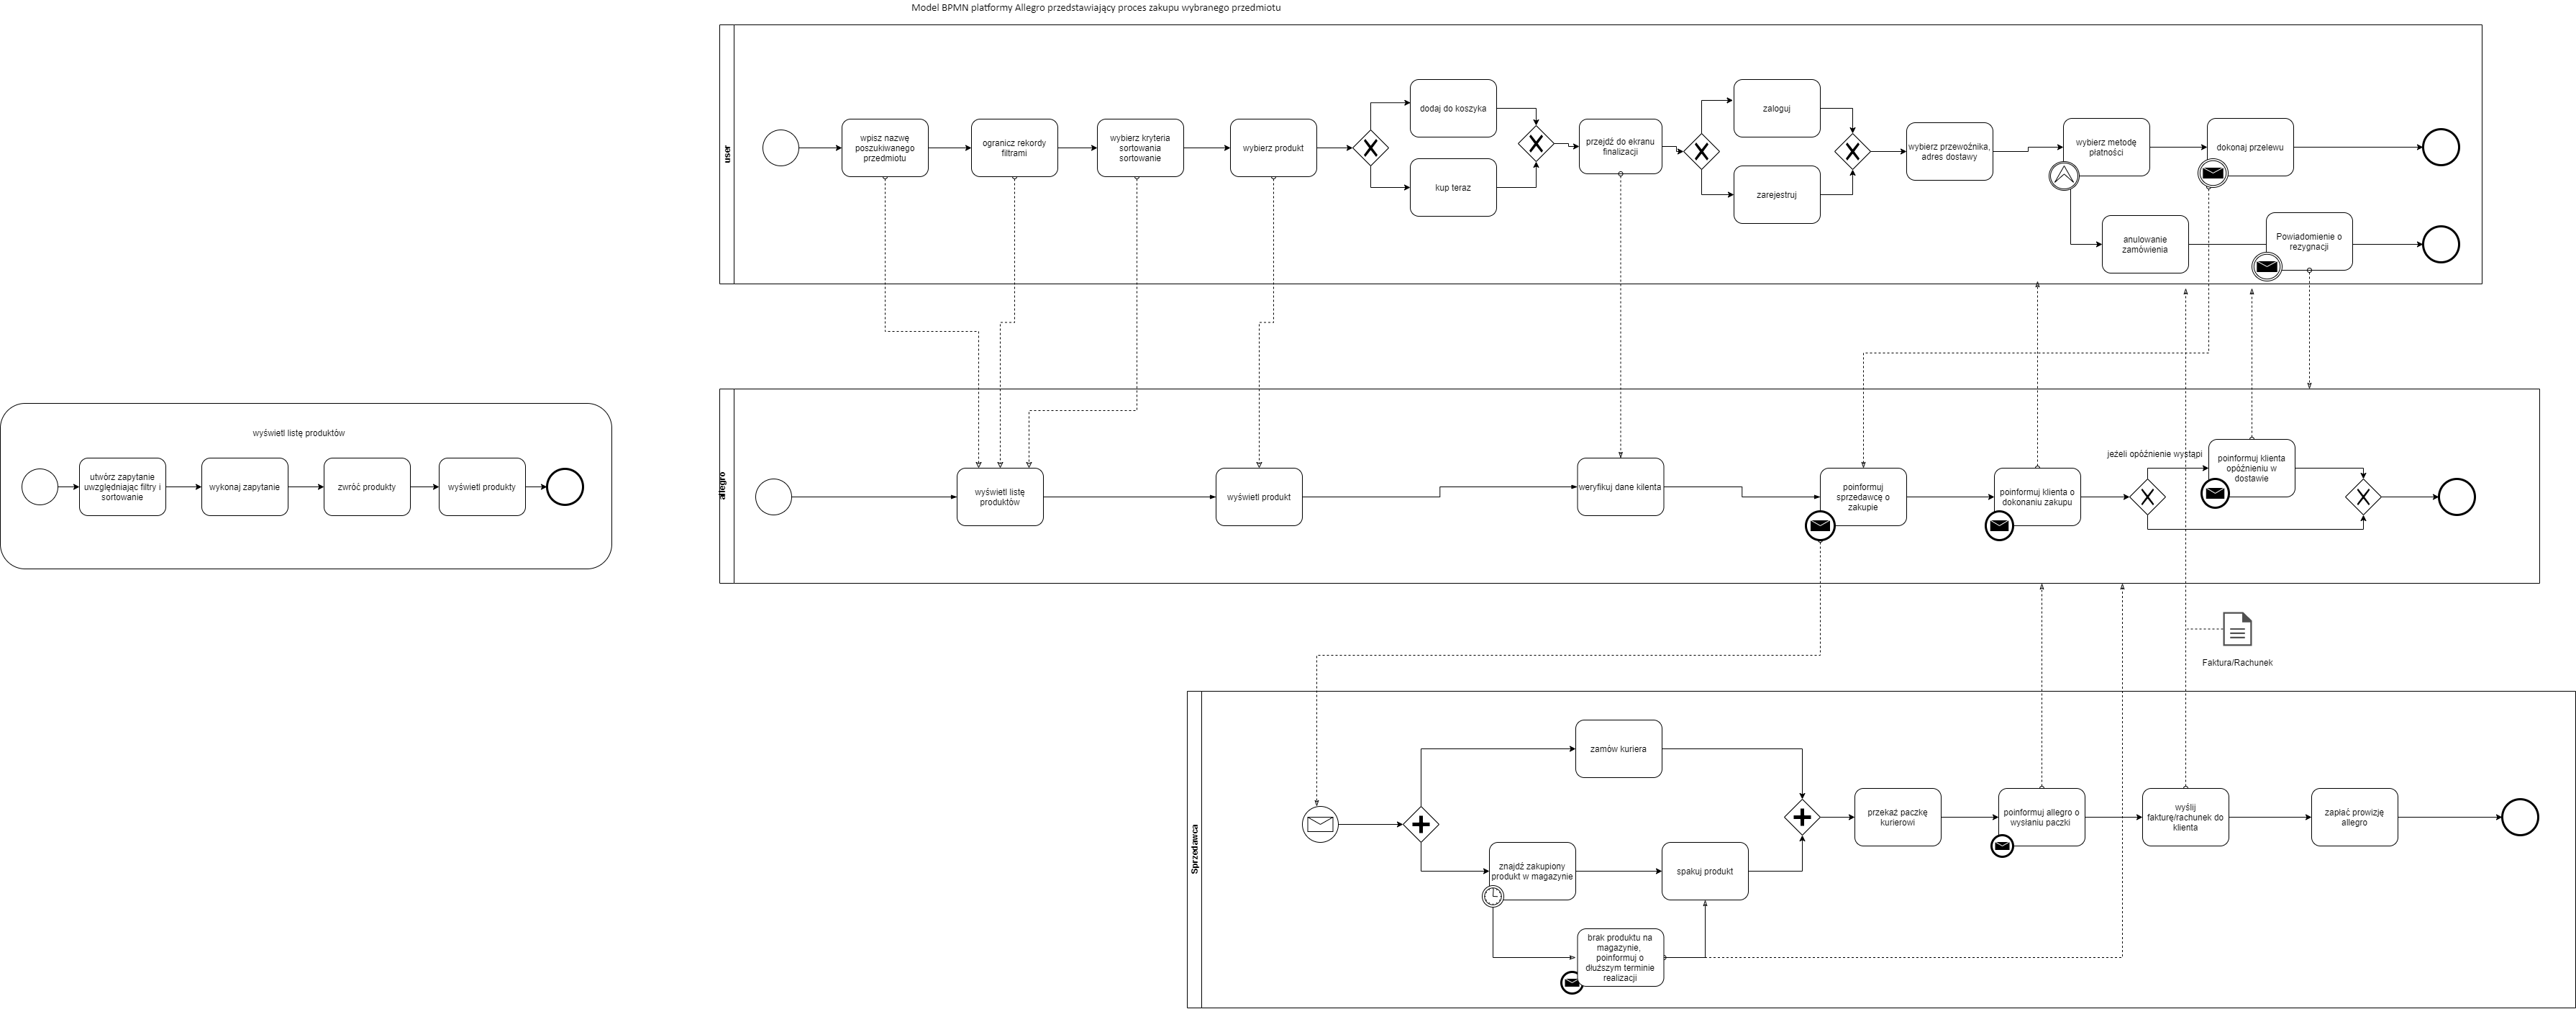 Model BPMN platformy Allegro przedstawiający proces zakupu wybranego przedmiotu
user
wpisz nazwę
poszukiwanego
przedmiotu
ogranicz rekordy
filtrami
wybierz kryteria
sortowania
sortowanie
wybierz produkt
dodaj do koszyka
kup teraz
przejdź do ekranu
finalizacji
zaloguj
zarejestruj
wybierz przewoźnika,
adres dostawy
wybierz metodę
płatności
dokonaj przelewu
anulowanie
zamówienia
Powiadomienie o
rezygnacji
wyświetl listę produktów
utwórz zapytanie
uwzględniając filtry i
sortowanie
wykonaj zapytanie
zwróć produkty
wyświetl produkty
allegro
wyświetl listę
produktów
wyświetl produkt
weryfikuj dane kilenta
poinformuj
sprzedawcę o
zakupie
poinformuj klienta o
dokonaniu zakupu
jeżeli opóźnienie wystąpi
poinformuj klienta
opóźnieniu w
dostawie
Faktura/Rachunek
Sprzedawca
zamów kuriera
znajdź zakupiony
produkt w magazynie
spakuj produkt
brak produktu na
magazynie,
poinformuj o
dłuższym terminie
realizacji
przekaż paczkę
kurierowi
poinformuj allegro o
wysłaniu paczki
wyślij
fakturę/rachunek do
klienta
zapłać prowizję
allegro